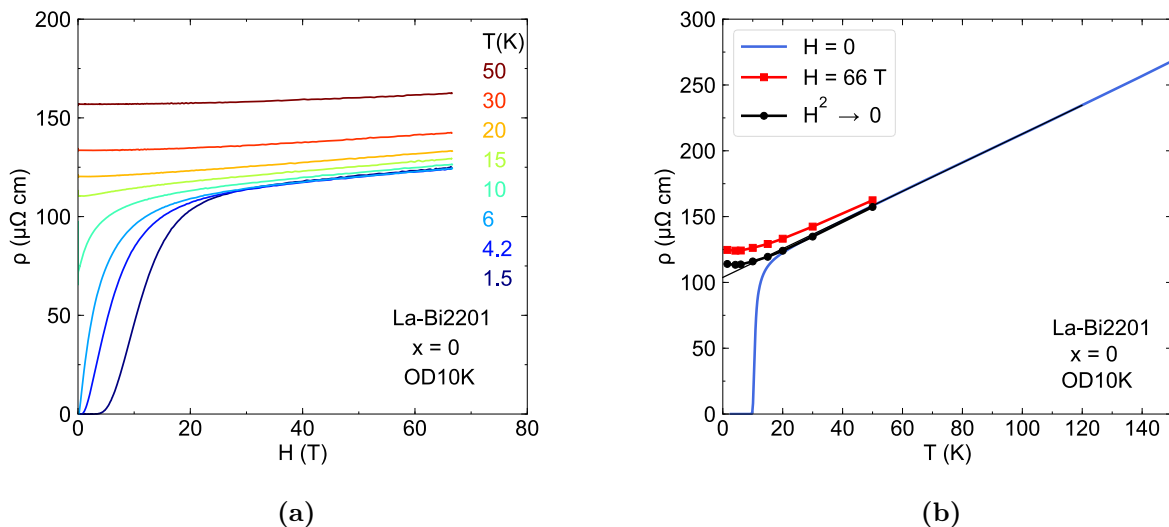 200
150
100
50
0
ρ (μΩ cm)
0
20
40
60
80
H (T)
T(K)
50
30
20
15
10
6
4.2
1.5
La-Bi2201
x = 0
OD10K
(a)
300
250
200
150
100
50
0
ρ (μΩ cm)
0
20
40
60
80
100
120
140
T (K)
H = 0
H = 66 T
H² → 0
La-Bi2201
x = 0
OD10K
(b)